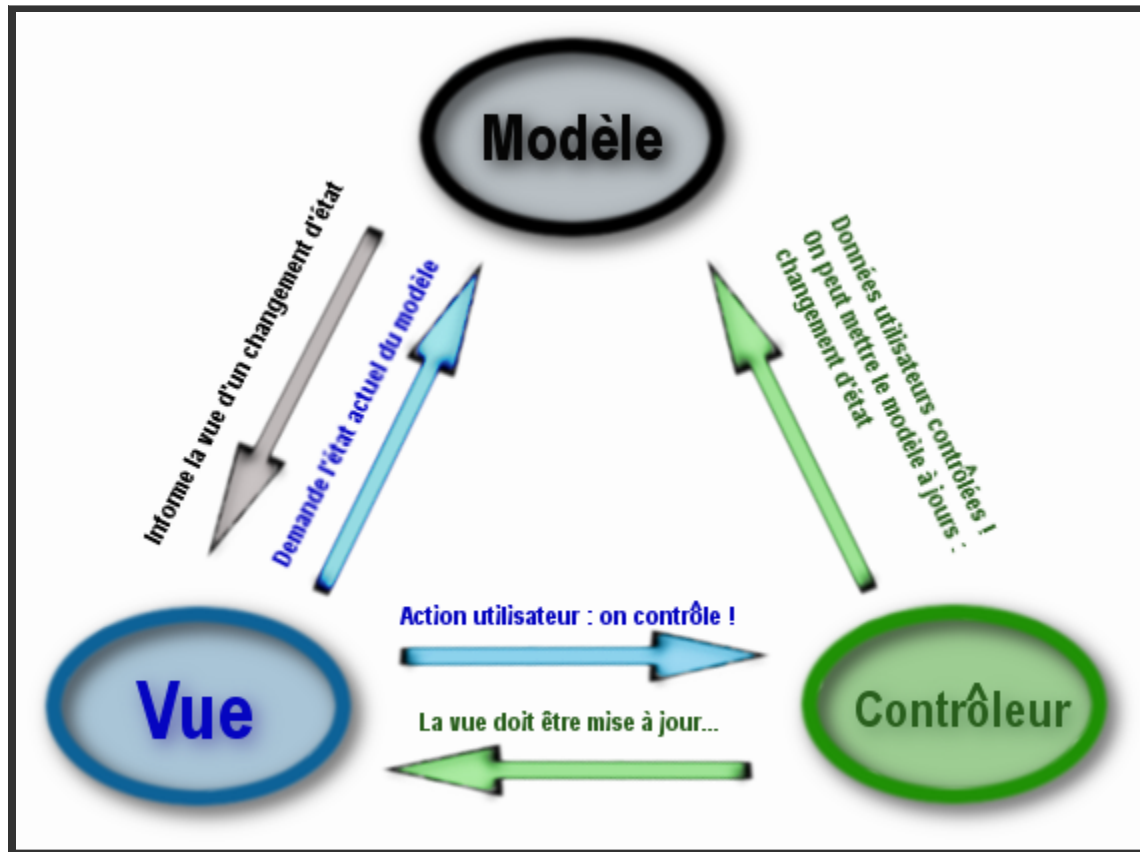 Modèle
Informe la vue d'un changement d'état
Demande l'état actuel du modèle
Données utilisateurs contrôlées !
On peut mettre le modèle à jours :
changement d'état
Action utilisateur : on contrôle !
Vue
Contrôleur
La vue doit être mise à jour...